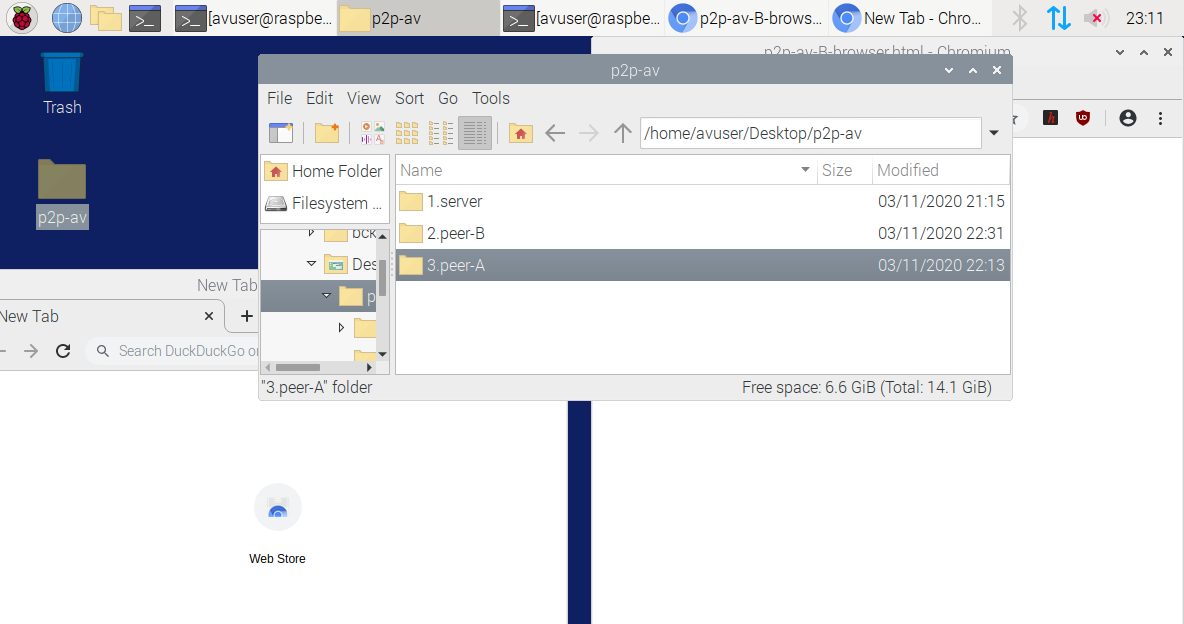 [avuser@raspbe...
p2p-av
[avuser@raspbe...
p2p-av-B-brows...
New Tab - Chro...
23:11
Trash
p2p-av
p2p-av-B-browser.html - Chromium
p2p-av
File Edit View Sort Go Tools
/home/avuser/Desktop/p2p-av
Home Folder
Filesystem ...
bck
Des
p
Name Size Modified
1.server 03/11/2020 21:15
2.peer-B 03/11/2020 22:31
3.peer-A 03/11/2020 22:13
"3.peer-A" folder Free space: 6.6 GiB (Total: 14.1 GiB)
New Tab
New Tab
Search DuckDuckGo or
Web Store